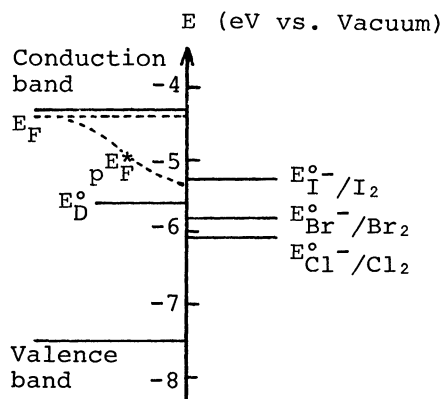 E (eV vs. Vacuum)
Conduction
band
-4
E_F
-5
pE*_F
E°_I⁻/I₂
E°_D
E°_Br⁻/Br₂
-6
E°_Cl⁻/Cl₂
-7
Valence
band
-8